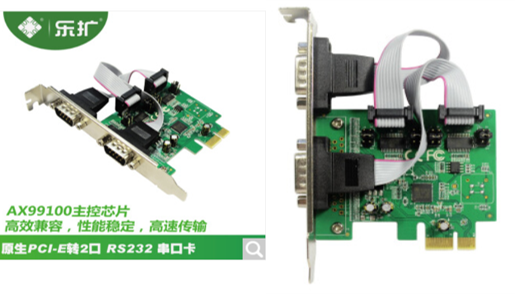 乐扩
AX99100主控芯片
高效兼容，性能稳定，高速传输
原生PCI-E转2口 RS232 串口卡
FC